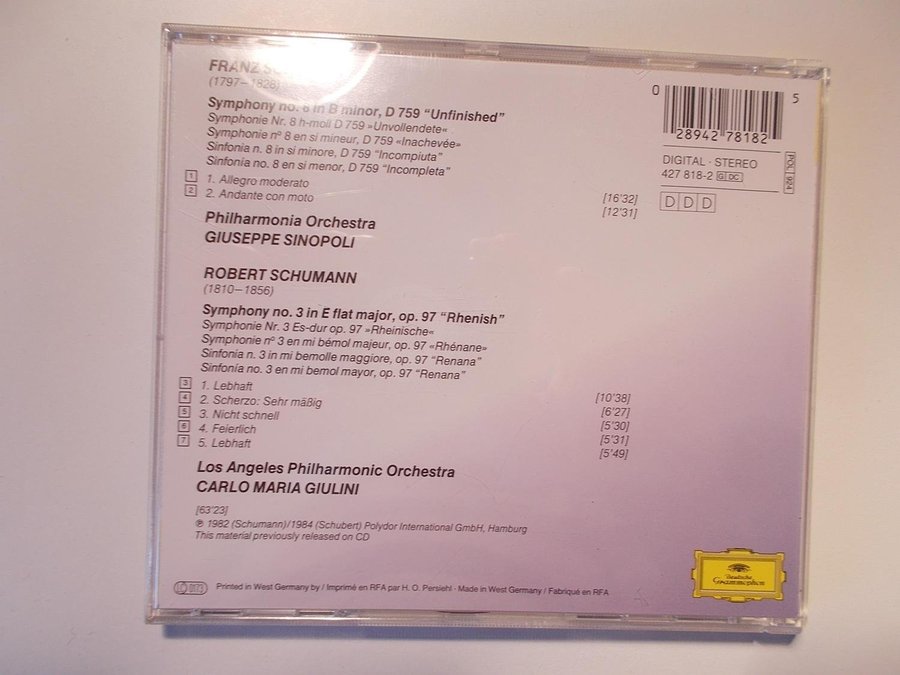 FRANZ
(1797–1828)
Symphony no. 8 in B minor, D 759 “Unfinished”
Symphonie Nr. 8 h-moll D 759 »Unvollendete«
Symphonie nº 8 en si mineur, D 759 «Inachevée»
Sinfonia n. 8 in si minore, D 759 “Incompiuta”
Sinfonía no. 8 en si menor, D 759 “Incompleta”
1 1. Allegro moderato [16'32]
2 2. Andante con moto [12'31]
Philharmonia Orchestra
GIUSEPPE SINOPOLI
ROBERT SCHUMANN
(1810–1856)
Symphony no. 3 in E flat major, op. 97 “Rhenish”
Symphonie Nr. 3 Es-dur op. 97 »Rheinische«
Symphonie nº 3 en mi bémol majeur, op. 97 «Rhénane»
Sinfonia n. 3 in mi bemolle maggiore, op. 97 “Renana”
Sinfonía no. 3 en mi bemol mayor, op. 97 “Renana”
3 1. Lebhaft [10'38]
4 2. Scherzo: Sehr mäßig [6'27]
5 3. Nicht schnell [5'30]
6 4. Feierlich [5'31]
7 5. Lebhaft [5'49]
Los Angeles Philharmonic Orchestra
CARLO MARIA GIULINI
[63'23]
℗ 1982 (Schumann)/1984 (Schubert) Polydor International GmbH, Hamburg
This material previously released on CD
LC 0173
Printed in West Germany by / Imprimé en RFA par H. O. Persiehl · Made in West Germany / Fabriqué en RFA
0 28942 78182 5
DIGITAL · STEREO
427 818-2 G DC
POL 924
D D D
Deutsche
Grammophon